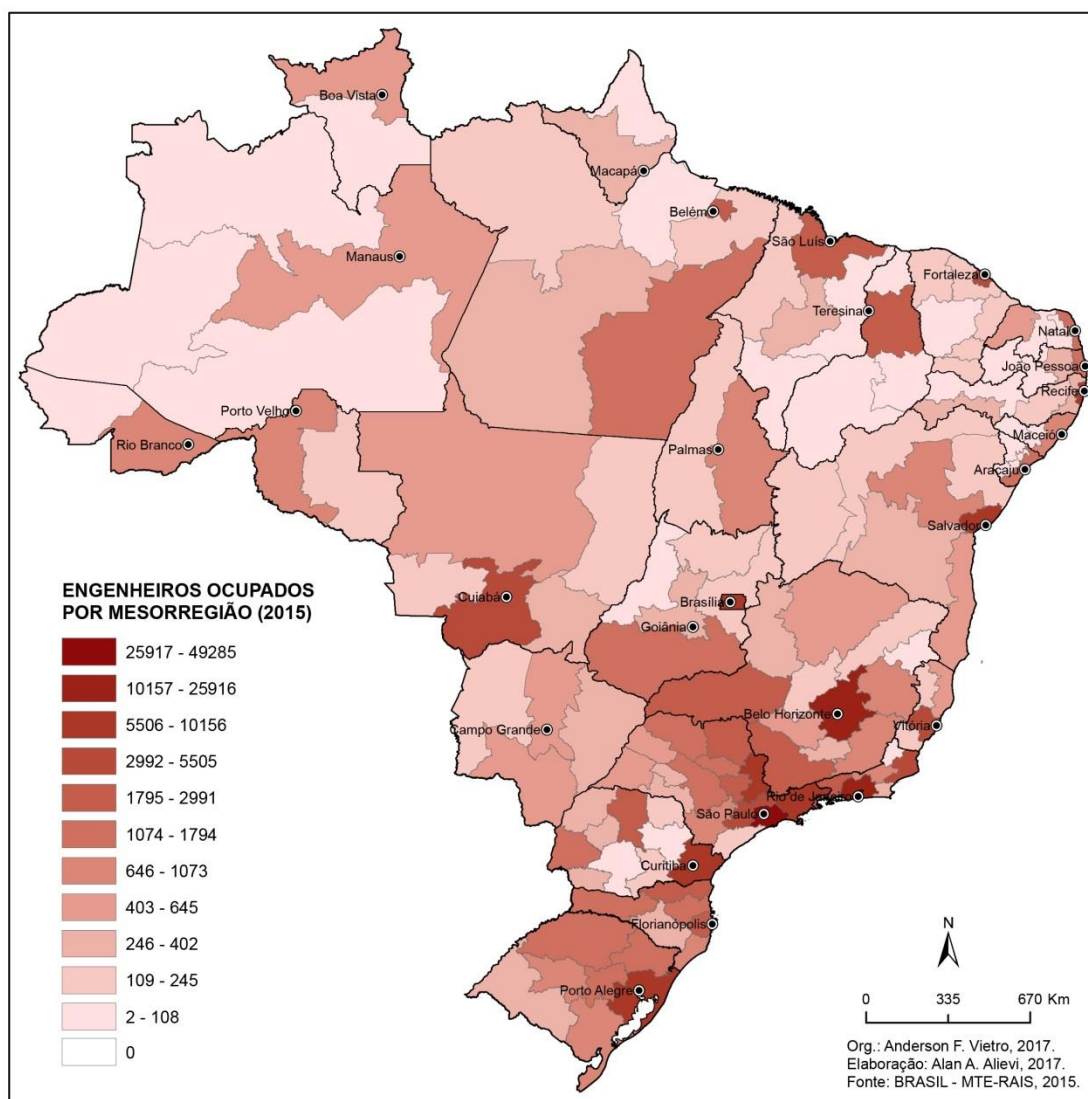 Boa Vista
Macapá
Belém
São Luís
Manaus
Fortaleza
Teresina
Natal
João Pessoa
Recife
Porto Velho
Maceió
Rio Branco
Palmas
Aracaju
Salvador
ENGENHEIROS OCUPADOS
POR MESORREGIÃO (2015)
Cuiabá
Brasília
Goiânia
25917 - 49285
10157 - 25916
5506 - 10156
2992 - 5505
1795 - 2991
1074 - 1794
646 - 1073
403 - 645
246 - 402
109 - 245
2 - 108
0
Belo Horizonte
Vitória
Campo Grande
Rio de Janeiro
São Paulo
Curitiba
Florianópolis
Porto Alegre
N
0 335 670 Km
Org.: Anderson F. Vietro, 2017.
Elaboração: Alan A. Alievi, 2017.
Fonte: BRASIL - MTE-RAIS, 2015.